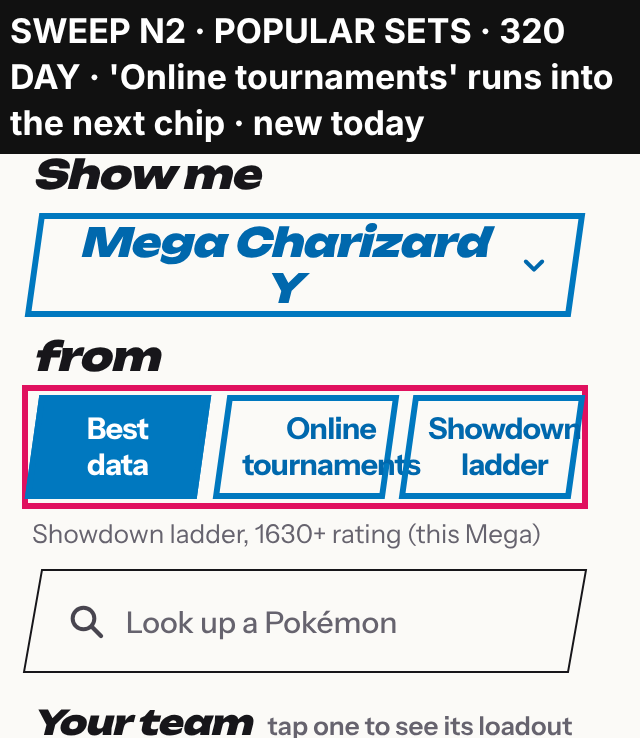 SWEEP N2 · POPULAR SETS · 320
DAY · 'Online tournaments' runs into
the next chip · new today
Show me
Mega Charizard
Y
from
Best
data
Online
tournaments
Showdown
ladder
Showdown ladder, 1630+ rating (this Mega)
Look up a Pokémon
Your team tap one to see its loadout